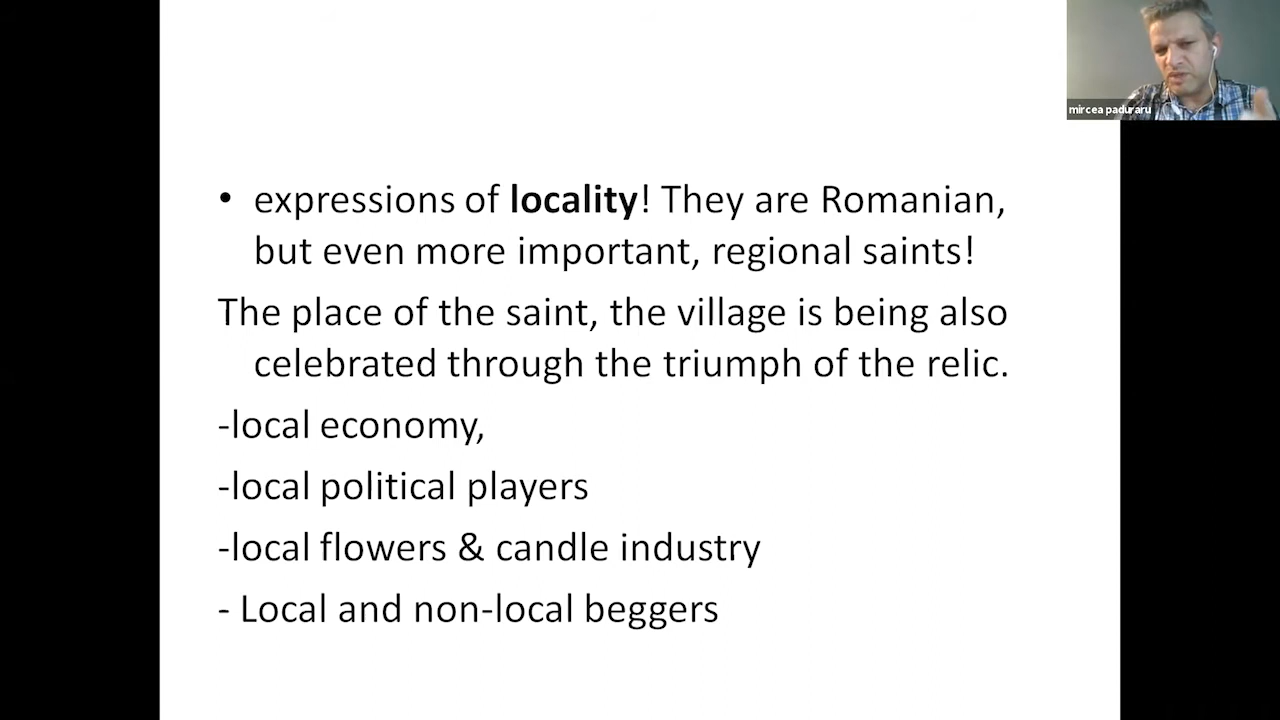 mircea paduraru
• expressions of locality! They are Romanian,
but even more important, regional saints!
The place of the saint, the village is being also
celebrated through the triumph of the relic.
-local economy,
-local political players
-local flowers & candle industry
- Local and non-local beggers